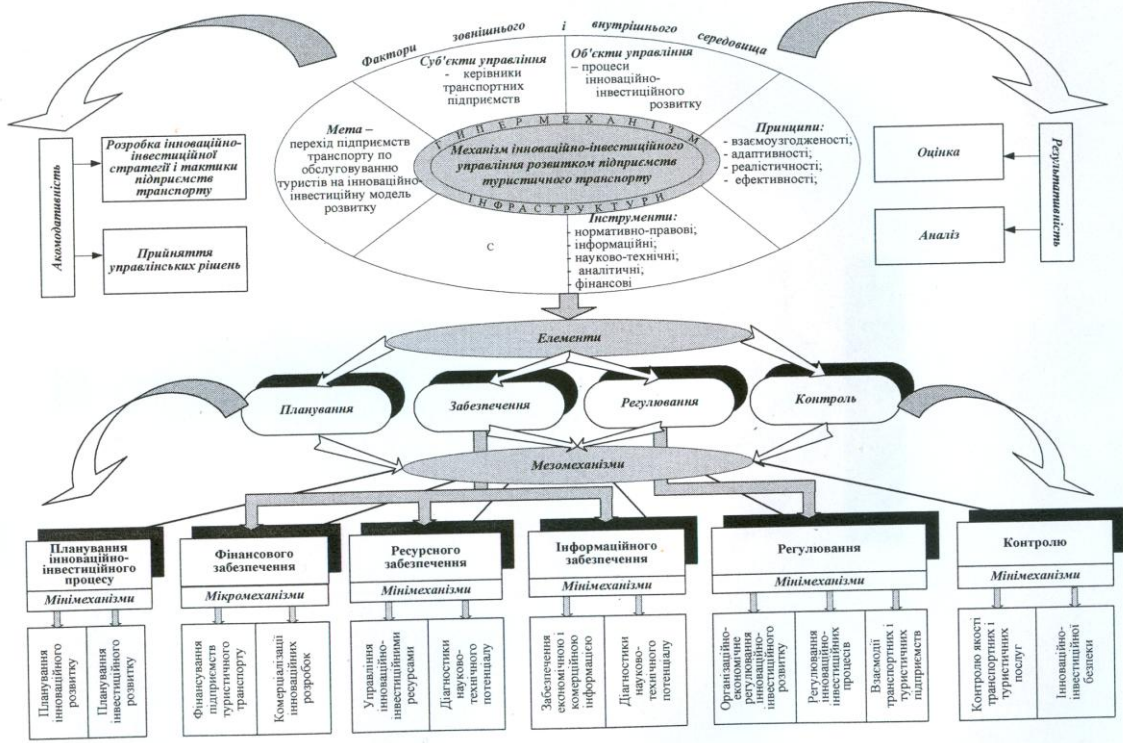 Фактори зовнішнього і внутрішнього середовища
Суб'єкти управління
- керівники
транспортних
підприємств
Об'єкти управління
– процеси
інноваційно-
інвестиційного
розвитку
Мета –
перехід підприємств
транспорту по
обслуговуванню
туристів на інноваційно-
інвестиційну модель
розвитку
ГІПЕРМЕХАНІЗМ
Механізм інноваційно-інвестиційного
управління розвитком підприємств
туристичного транспорту
ІНФРАСТРУКТУРИ
Принципи:
- взаємоузгодженості;
- адаптивності;
- реалістичності;
- ефективності;
Інструменти:
- нормативно-правові;
- інформаційні;
- науково-технічні;
- аналітичні;
- фінансові
С
Акомодативність
Розробка інноваційно-
інвестиційної
стратегії і тактики
підприємств
транспорту
Прийняття
управлінських рішень
Оцінка
Аналіз
Результативність
Елементи
Планування
Забезпечення
Регулювання
Контроль
Мезомеханізми
Планування
інноваційно-
інвестиційного
процесу
Мінімеханізми
Планування
інноваційного
розвитку
Планування
інвестиційного
розвитку
Фінансового
забезпечення
Мікромеханізми
Фінансування
підприємств
туристичного
транспорту
Комерціалізації
інноваційних
розробок
Ресурсного
забезпечення
Мінімеханізми
Управління
інноваційно-
інвестиційними
ресурсами
Діагностики
науково-
технічного
потенціалу
Інформаційного
забезпечення
Мінімеханізми
Забезпечення
економічною і
комерційною
інформацією
Діагностики
науково-
технічного
потенціалу
Регулювання
Мінімеханізми
Організаційно-
економічне
регулювання
інноваційно-
інвестиційного
розвитку
Регулювання
інноваційно-
інвестиційних
процесів
Взаємодії
транспортних і
туристичних
підприємств
Контролю
Мінімеханізми
Контролю якості
транспортних і
туристичних
послуг
Інноваційно-
інвестиційної
безпеки